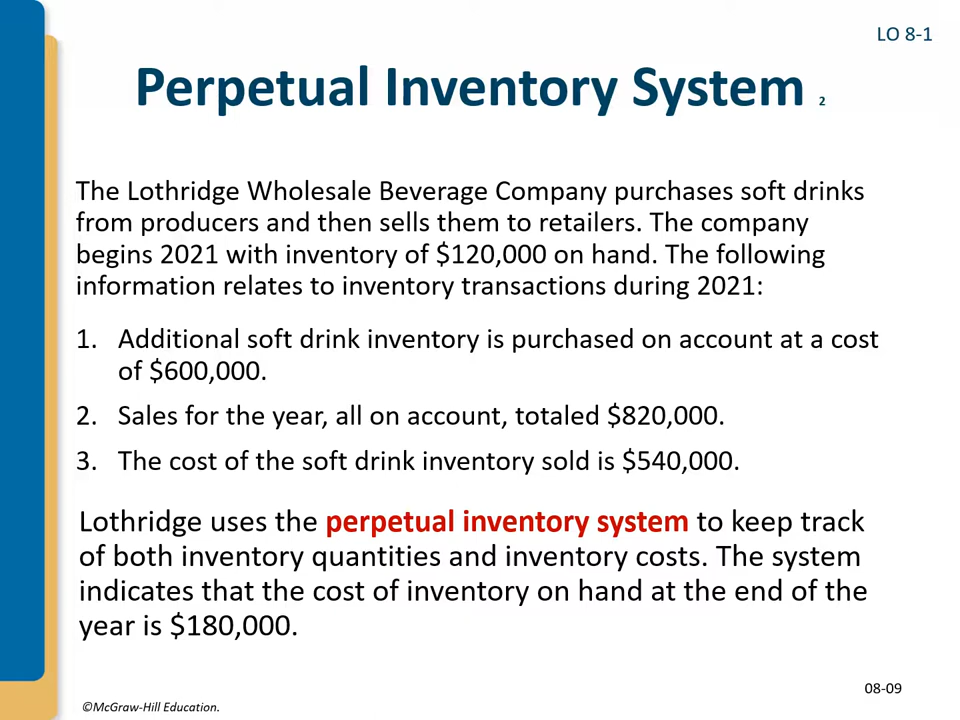 LO 8-1
Perpetual Inventory System 2
The Lothridge Wholesale Beverage Company purchases soft drinks
from producers and then sells them to retailers. The company
begins 2021 with inventory of $120,000 on hand. The following
information relates to inventory transactions during 2021:
1. Additional soft drink inventory is purchased on account at a cost
of $600,000.
2. Sales for the year, all on account, totaled $820,000.
3. The cost of the soft drink inventory sold is $540,000.
Lothridge uses the perpetual inventory system to keep track
of both inventory quantities and inventory costs. The system
indicates that the cost of inventory on hand at the end of the
year is $180,000.
08-09
©McGraw-Hill Education.